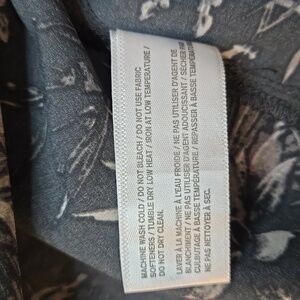 MACHINE WASH COLD / DO NOT BLEACH / DO NOT USE FABRIC
SOFTENERS / TUMBLE DRY LOW HEAT / IRON AT LOW TEMPERATURE /
DO NOT DRY CLEAN.
LAVER À LA MACHINE À L'EAU FROIDE / NE PAS UTILISER D'AGENT DE
BLANCHIMENT / NE PAS UTILISER D'AGENT ADOUCISSANT / SÉCHER PAR
CULBUTAGE À BASSE TEMPÉRATURE / REPASSER À BASSE TEMPÉRATURE /
NE PAS NETTOYER À SEC.